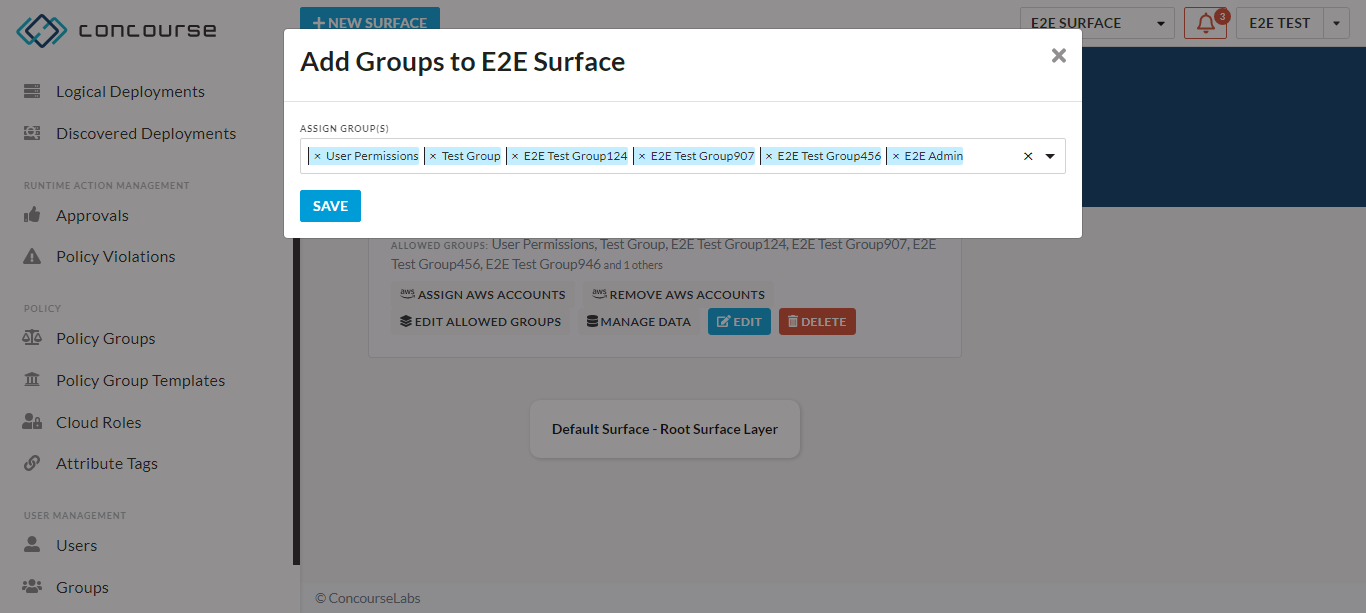 concourse
NEW SURFACE
E2E SURFACE
3
E2E TEST
Add Groups to E2E Surface
ASSIGN GROUP(S)
× User Permissions × Test Group × E2E Test Group124 × E2E Test Group907 × E2E Test Group456 × E2E Admin
SAVE
Logical Deployments
Discovered Deployments
RUNTIME ACTION MANAGEMENT
Approvals
Policy Violations
POLICY
Policy Groups
Policy Group Templates
Cloud Roles
Attribute Tags
USER MANAGEMENT
Users
Groups
ALLOWED GROUPS: User Permissions, Test Group, E2E Test Group124, E2E Test Group907, E2E
Test Group456, E2E Test Group946 and 1 others
aws ASSIGN AWS ACCOUNTS aws REMOVE AWS ACCOUNTS
EDIT ALLOWED GROUPS MANAGE DATA EDIT DELETE
Default Surface - Root Surface Layer
© ConcourseLabs